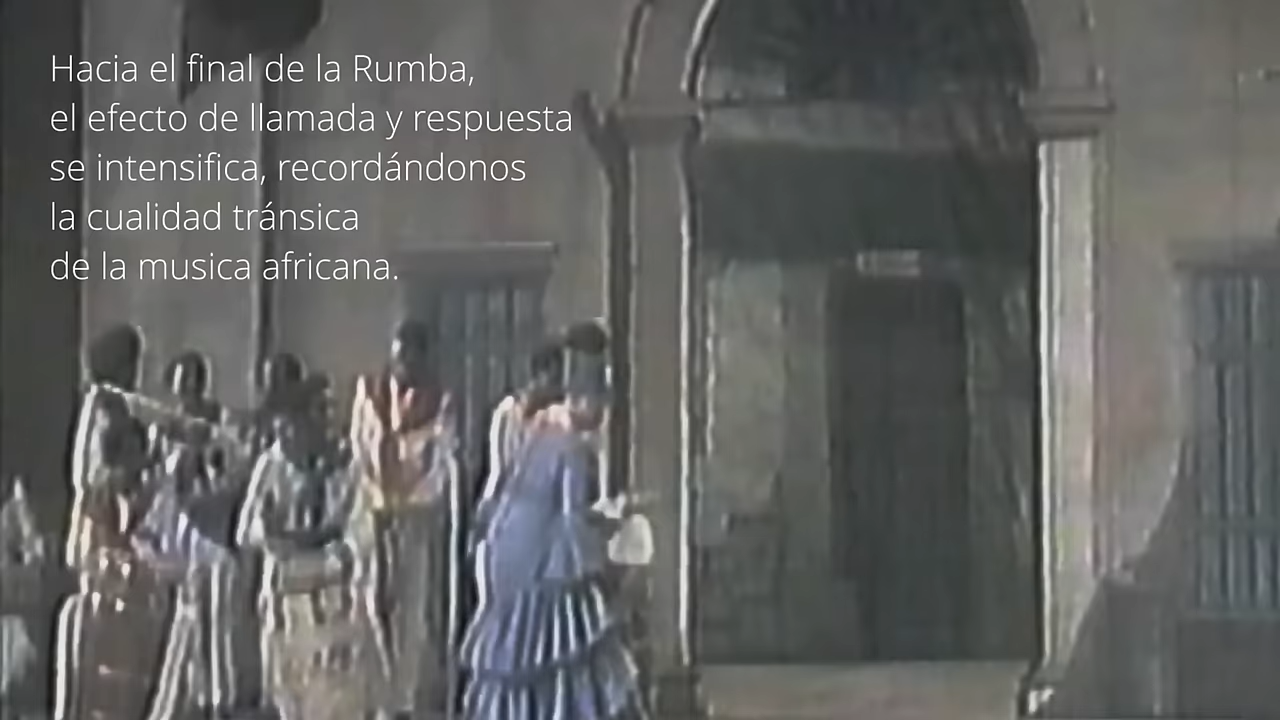 Hacia el final de la Rumba,
el efecto de llamada y respuesta
se intensifica, recordándonos
la cualidad tránsica
de la musica africana.